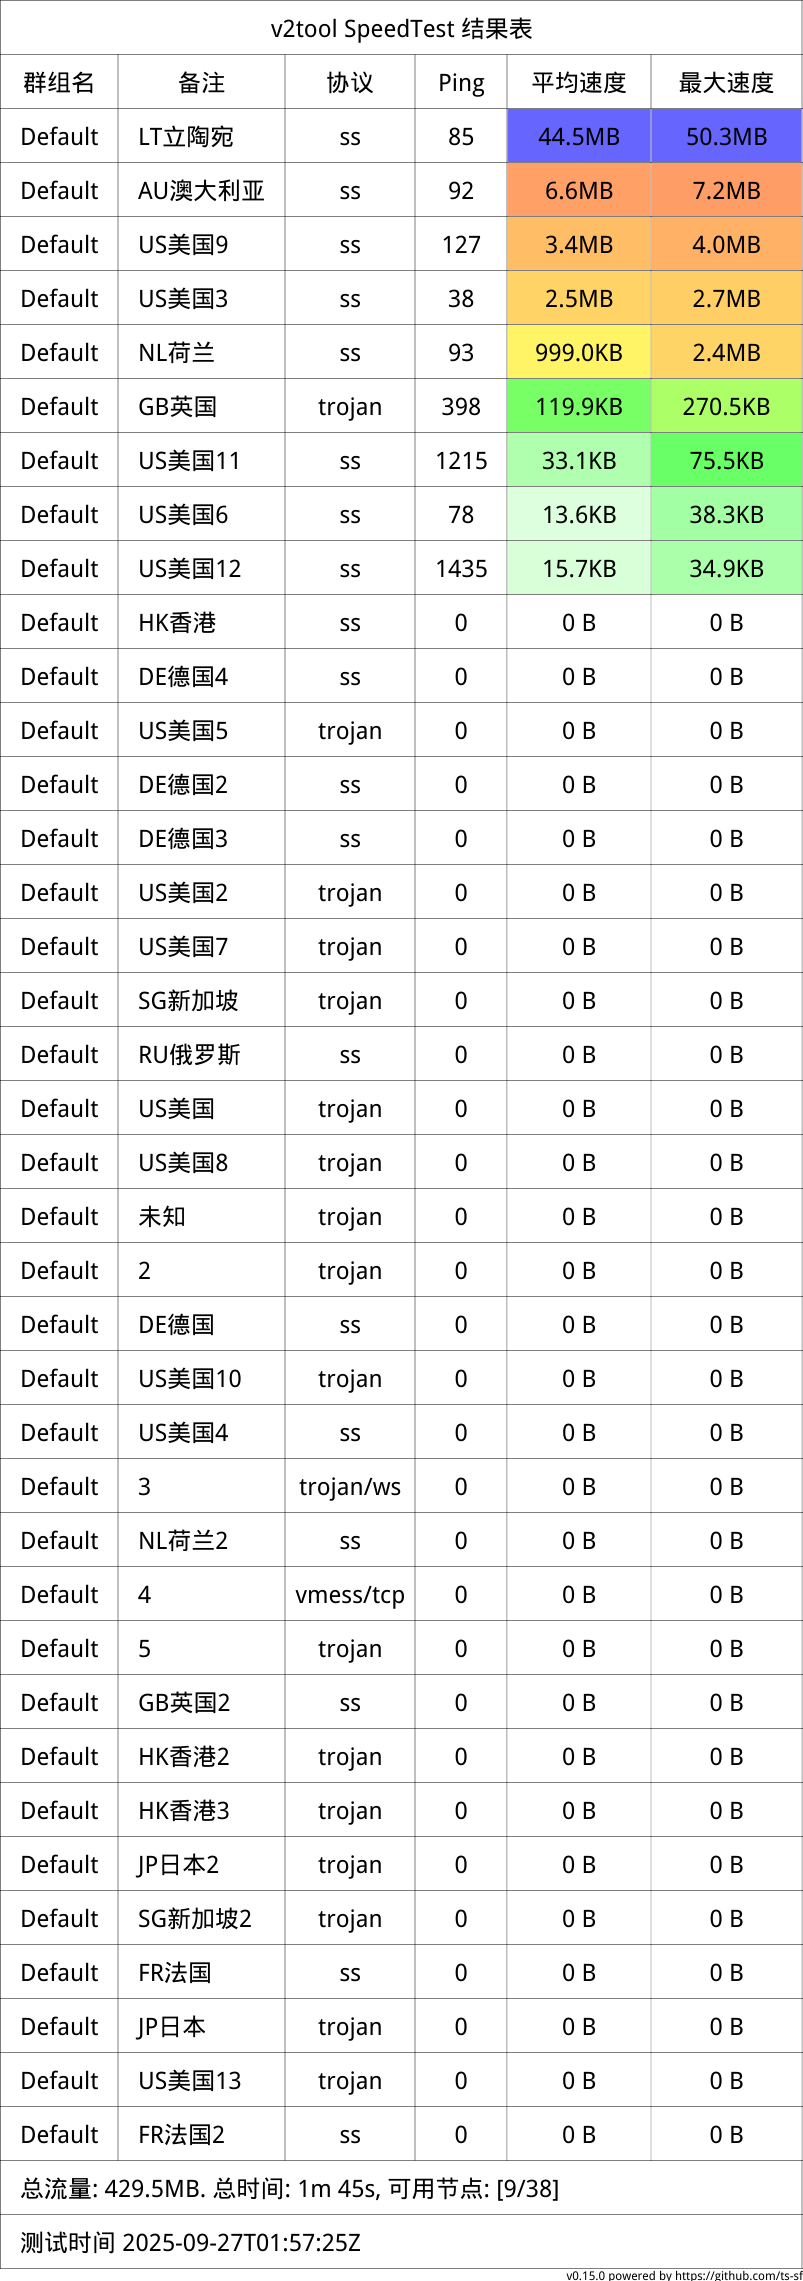 v2tool SpeedTest 结果表
群组名 备注 协议 Ping 平均速度 最大速度
Default LT立陶宛 ss 85 44.5MB 50.3MB
Default AU澳大利亚 ss 92 6.6MB 7.2MB
Default US美国9 ss 127 3.4MB 4.0MB
Default US美国3 ss 38 2.5MB 2.7MB
Default NL荷兰 ss 93 999.0KB 2.4MB
Default GB英国 trojan 398 119.9KB 270.5KB
Default US美国11 ss 1215 33.1KB 75.5KB
Default US美国6 ss 78 13.6KB 38.3KB
Default US美国12 ss 1435 15.7KB 34.9KB
Default HK香港 ss 0 0 B 0 B
Default DE德国4 ss 0 0 B 0 B
Default US美国5 trojan 0 0 B 0 B
Default DE德国2 ss 0 0 B 0 B
Default DE德国3 ss 0 0 B 0 B
Default US美国2 trojan 0 0 B 0 B
Default US美国7 trojan 0 0 B 0 B
Default SG新加坡 trojan 0 0 B 0 B
Default RU俄罗斯 ss 0 0 B 0 B
Default US美国 trojan 0 0 B 0 B
Default US美国8 trojan 0 0 B 0 B
Default 未知 trojan 0 0 B 0 B
Default 2 trojan 0 0 B 0 B
Default DE德国 ss 0 0 B 0 B
Default US美国10 trojan 0 0 B 0 B
Default US美国4 ss 0 0 B 0 B
Default 3 trojan/ws 0 0 B 0 B
Default NL荷兰2 ss 0 0 B 0 B
Default 4 vmess/tcp 0 0 B 0 B
Default 5 trojan 0 0 B 0 B
Default GB英国2 ss 0 0 B 0 B
Default HK香港2 trojan 0 0 B 0 B
Default HK香港3 trojan 0 0 B 0 B
Default JP日本2 trojan 0 0 B 0 B
Default SG新加坡2 trojan 0 0 B 0 B
Default FR法国 ss 0 0 B 0 B
Default JP日本 trojan 0 0 B 0 B
Default US美国13 trojan 0 0 B 0 B
Default FR法国2 ss 0 0 B 0 B
总流量: 429.5MB. 总时间: 1m 45s, 可用节点: [9/38]
测试时间 2025-09-27T01:57:25Z
v0.15.0 powered by https://github.com/ts-sf